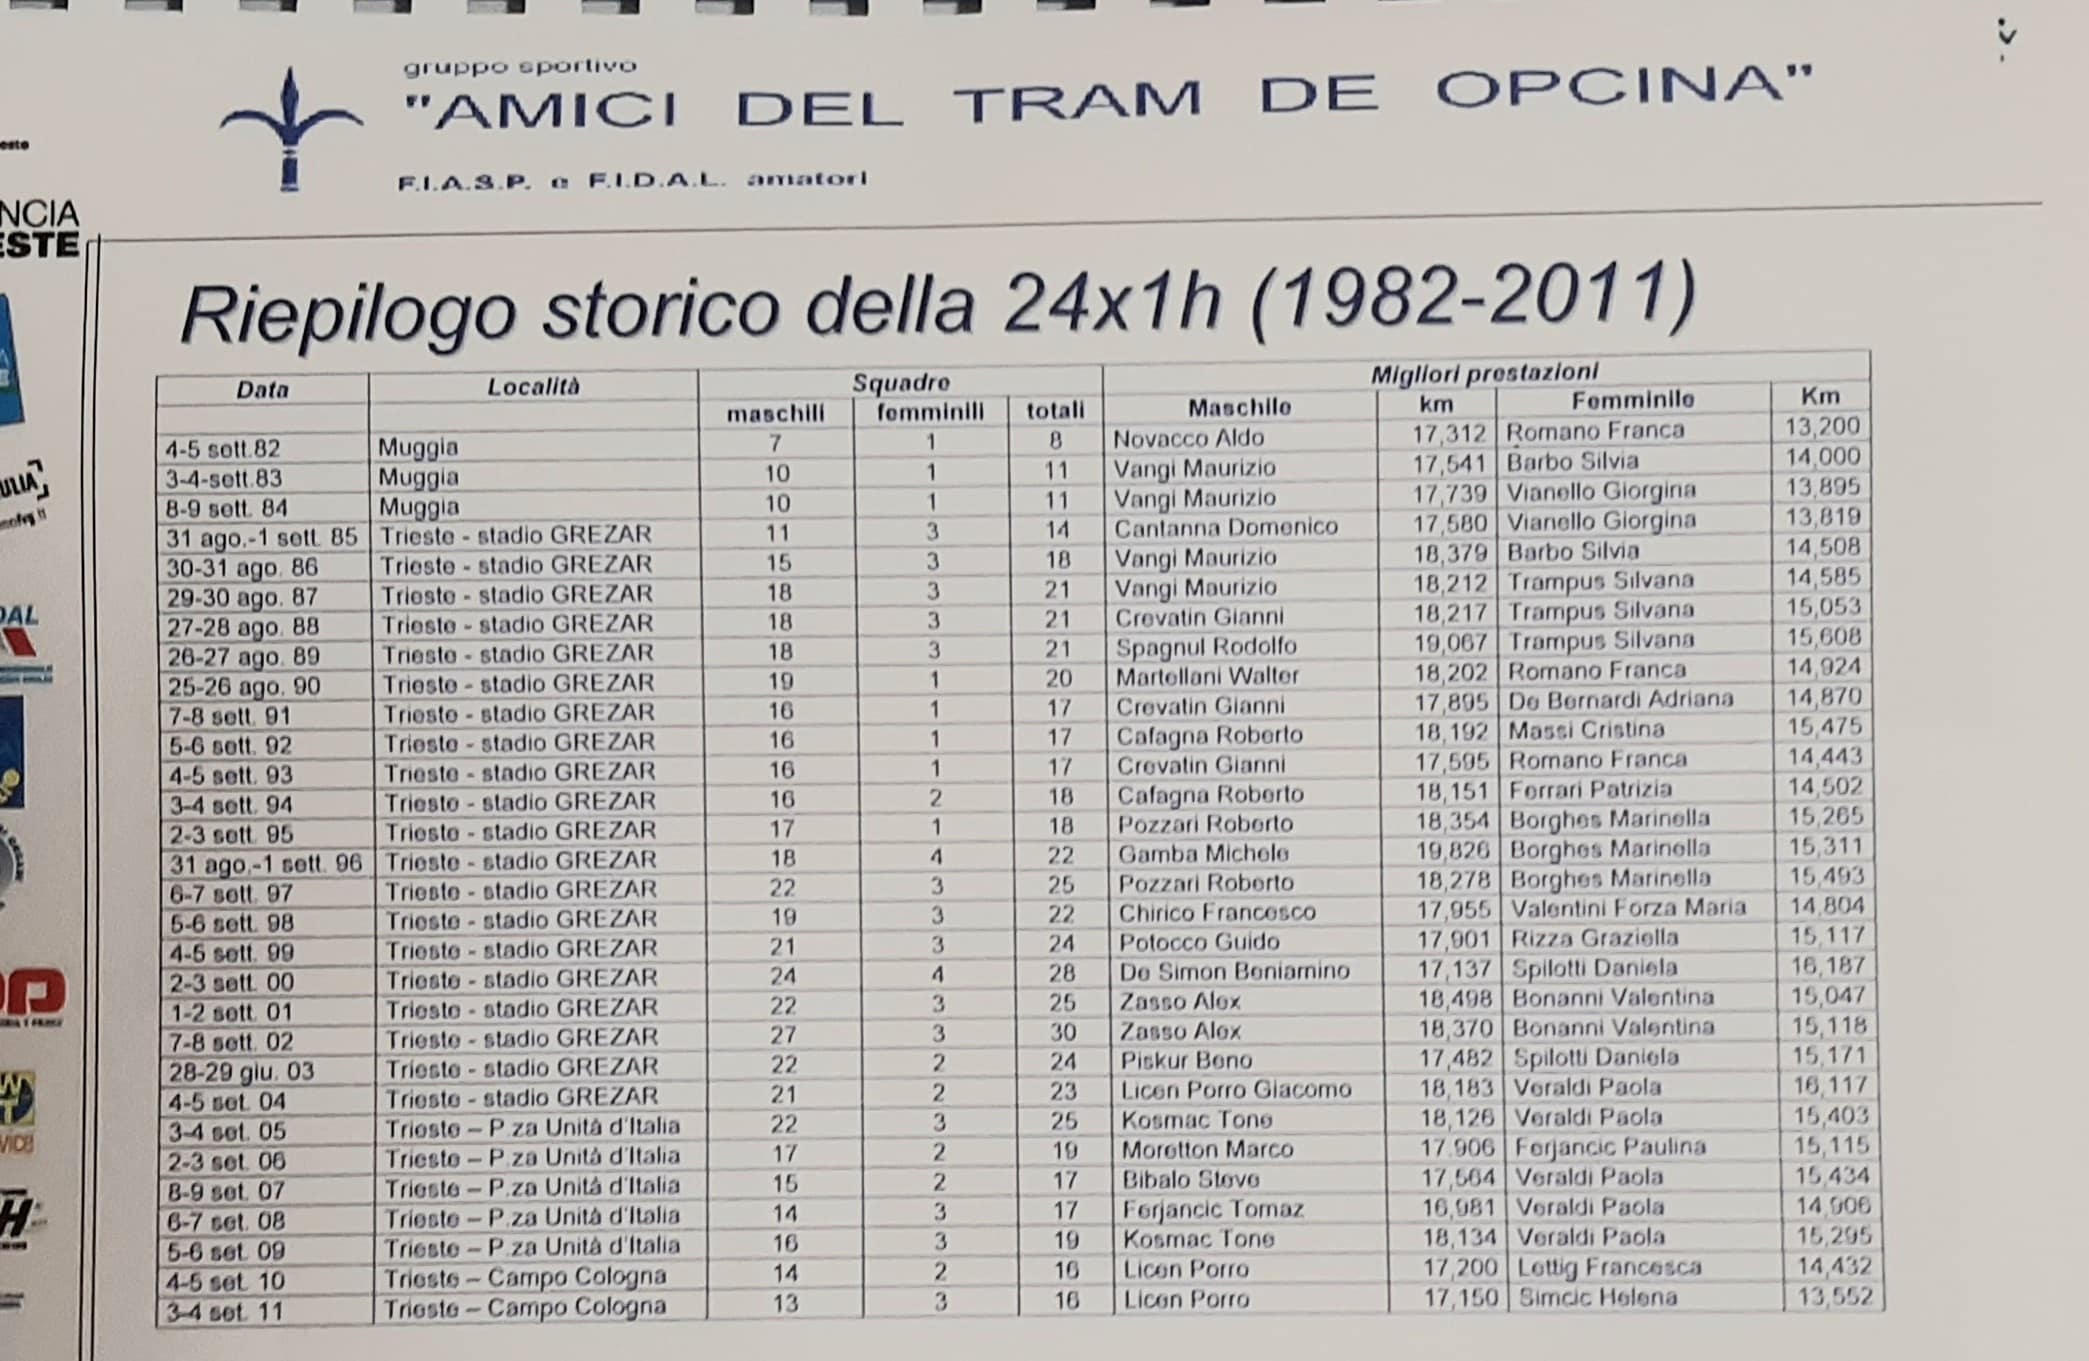 gruppo sportivo
"AMICI DEL TRAM DE OPCINA"
F.I.A.S.P. e F.I.D.A.L. amatori
NCIA
ESTE
Riepilogo storico della 24x1h (1982-2011)
Data Località Squadre Migliori prestazioni
maschili femminili totali Maschile km Femminile Km
4-5 sett.82 Muggia 7 1 8 Novacco Aldo 17,312 Romano Franca 13,200
3-4-sett.83 Muggia 10 1 11 Vangi Maurizio 17,541 Barbo Silvia 14,000
8-9 sett. 84 Muggia 10 1 11 Vangi Maurizio 17,739 Vianello Giorgina 13,895
31 ago.-1 sett. 85 Trieste - stadio GREZAR 11 3 14 Cantanna Domenico 17,580 Vianello Giorgina 13,819
30-31 ago. 86 Trieste - stadio GREZAR 15 3 18 Vangi Maurizio 18,379 Barbo Silvia 14,508
29-30 ago. 87 Trieste - stadio GREZAR 18 3 21 Vangi Maurizio 18,212 Trampus Silvana 14,585
27-28 ago. 88 Trieste - stadio GREZAR 18 3 21 Crevatin Gianni 18,217 Trampus Silvana 15,053
26-27 ago. 89 Trieste - stadio GREZAR 18 3 21 Spagnul Rodolfo 19,067 Trampus Silvana 15,608
25-26 ago. 90 Trieste - stadio GREZAR 19 1 20 Martellani Walter 18,202 Romano Franca 14,924
7-8 sett. 91 Trieste - stadio GREZAR 16 1 17 Crevatin Gianni 17,895 De Bernardi Adriana 14,870
5-6 sett. 92 Trieste - stadio GREZAR 16 1 17 Cafagna Roberto 18,192 Massi Cristina 15,475
4-5 sett. 93 Trieste - stadio GREZAR 16 1 17 Crevatin Gianni 17,595 Romano Franca 14,443
3-4 sett. 94 Trieste - stadio GREZAR 16 2 18 Cafagna Roberto 18,151 Ferrari Patrizia 14,502
2-3 sett. 95 Trieste - stadio GREZAR 17 1 18 Pozzari Roberto 18,354 Borghes Marinella 15,265
31 ago.-1 sett. 96 Trieste - stadio GREZAR 18 4 22 Gamba Michele 19,826 Borghes Marinella 15,311
6-7 sett. 97 Trieste - stadio GREZAR 22 3 25 Pozzari Roberto 18,278 Borghes Marinella 15,493
5-6 sett. 98 Trieste - stadio GREZAR 19 3 22 Chirico Francesco 17,955 Valentini Forza Maria 14,804
4-5 sett. 99 Trieste - stadio GREZAR 21 3 24 Potocco Guido 17,901 Rizza Graziella 15,117
2-3 sett. 00 Trieste - stadio GREZAR 24 4 28 De Simon Beniamino 17,137 Spilotti Daniela 16,187
1-2 sett. 01 Trieste - stadio GREZAR 22 3 25 Zasso Alex 18,498 Bonanni Valentina 15,047
7-8 sett. 02 Trieste - stadio GREZAR 27 3 30 Zasso Alex 18,370 Bonanni Valentina 15,118
28-29 giu. 03 Trieste - stadio GREZAR 22 2 24 Piskur Beno 17,482 Spilotti Daniela 15,171
4-5 set. 04 Trieste - stadio GREZAR 21 2 23 Licen Porro Giacomo 18,183 Veraldi Paola 16,117
3-4 set. 05 Trieste – P.za Unità d'Italia 22 3 25 Kosmac Tone 18,126 Veraldi Paola 15,403
2-3 set. 06 Trieste – P.za Unità d'Italia 17 2 19 Moretton Marco 17.906 Ferjancic Paulina 15,115
8-9 set. 07 Trieste – P.za Unità d'Italia 15 2 17 Bibalo Steve 17,564 Veraldi Paola 15,434
6-7 set. 08 Trieste – P.za Unità d'Italia 14 3 17 Ferjancic Tomaz 16,981 Veraldi Paola 14,906
5-6 set. 09 Trieste – P.za Unità d'Italia 16 3 19 Kosmac Tone 18,134 Veraldi Paola 15,295
4-5 set. 10 Trieste – Campo Cologna 14 2 16 Licen Porro 17,200 Lettig Francesca 14,432
3-4 set. 11 Trieste – Campo Cologna 13 3 16 Licen Porro 17,150 Simcic Helena 13,552